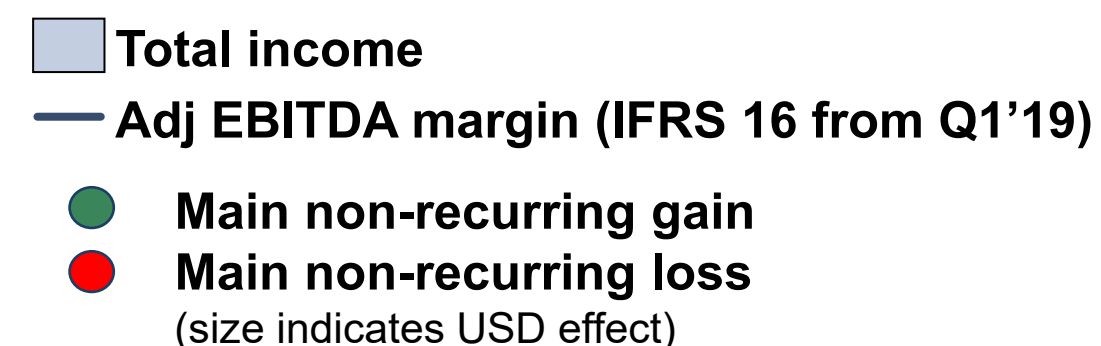 Total income
Adj EBITDA margin (IFRS 16 from Q1’19)
Main non-recurring gain
Main non-recurring loss
(size indicates USD effect)